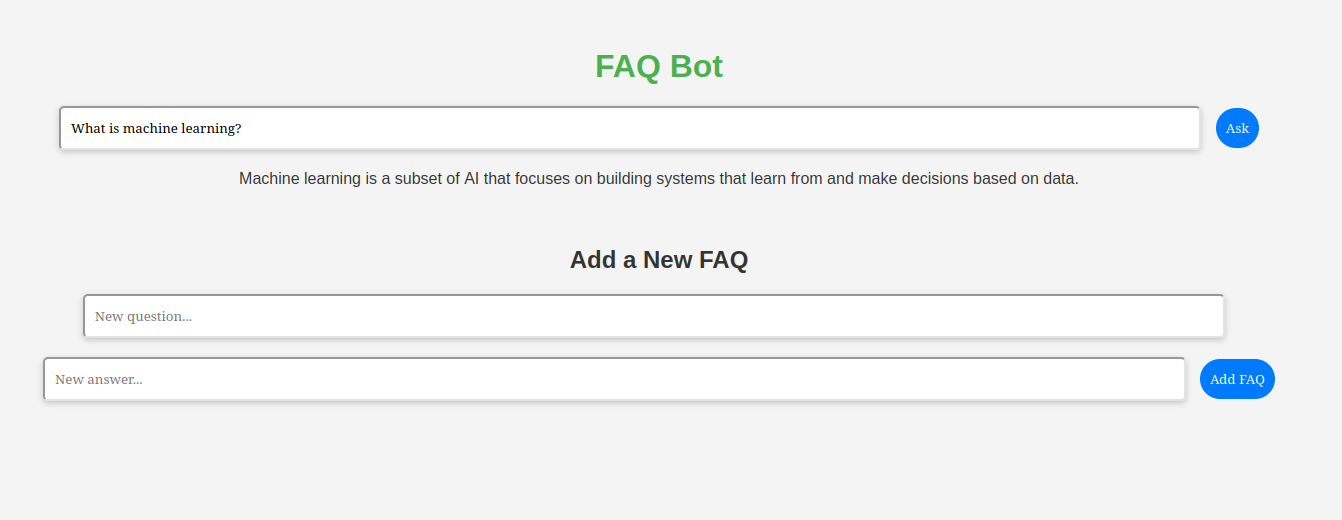 FAQ Bot
What is machine learning?
Ask
Machine learning is a subset of AI that focuses on building systems that learn from and make decisions based on data.
Add a New FAQ
New question...
New answer...
Add FAQ